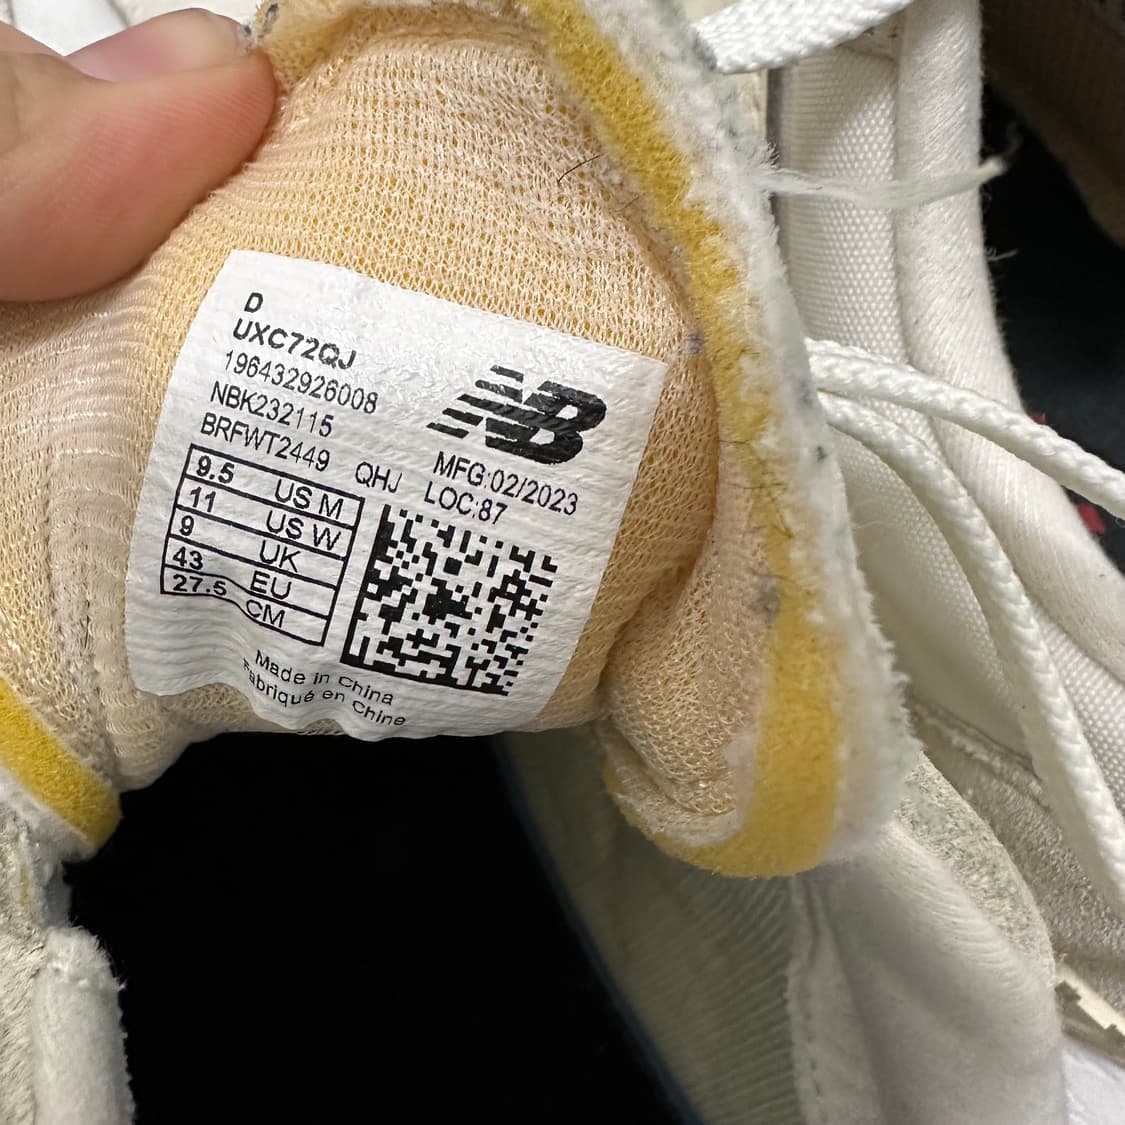 D
UXC72QJ
196432926008
NBK232115
BRFWT2449 QHJ
NB
MFG:02/2023
LOC:87
9.5 US M
11 US W
9 UK
43 EU
27.5 CM
Made in China
Fabriqué en Chine